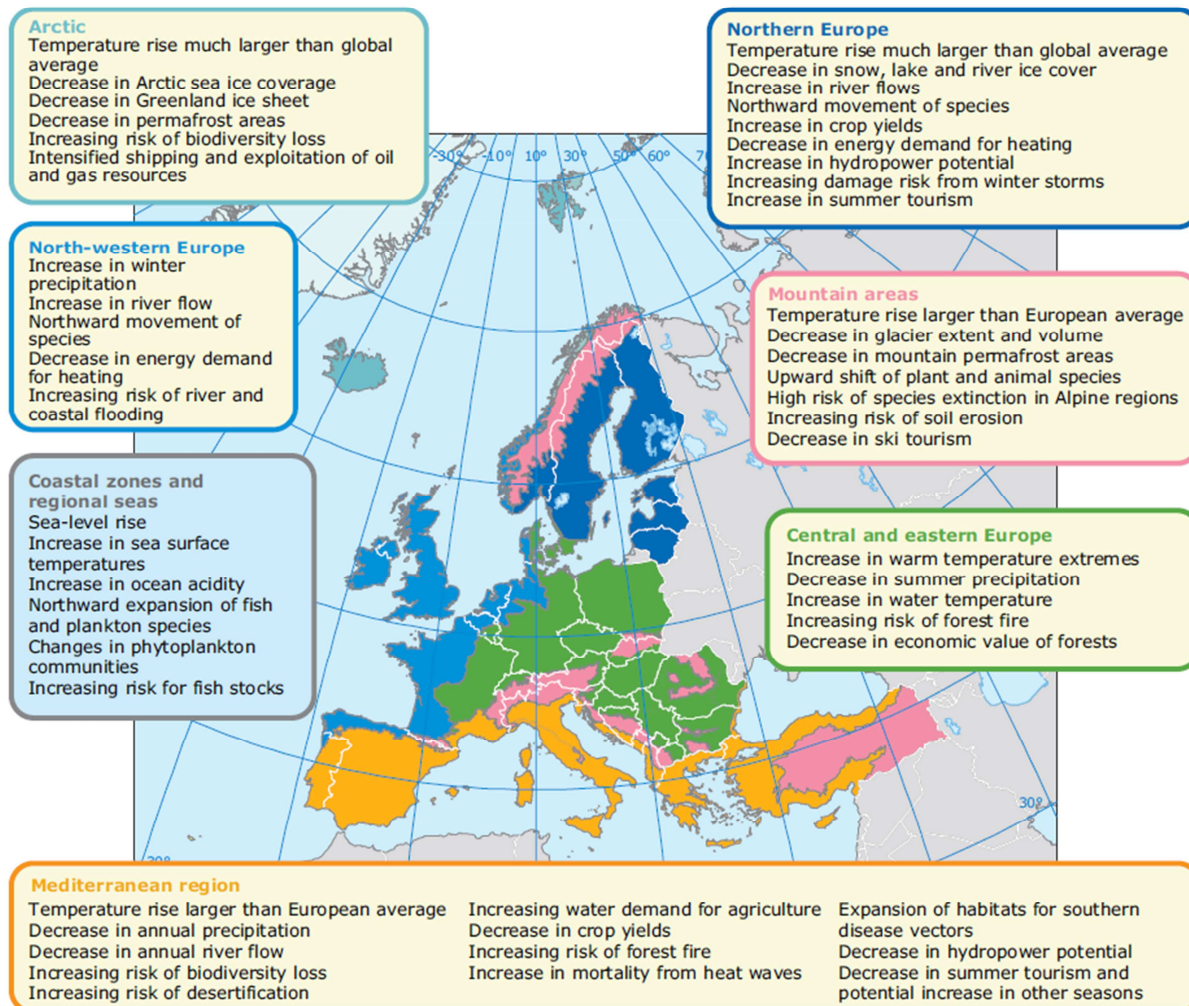 Arctic
Temperature rise much larger than global
average
Decrease in Arctic sea ice coverage
Decrease in Greenland ice sheet
Decrease in permafrost areas
Increasing risk of biodiversity loss
Intensified shipping and exploitation of oil
and gas resources
Northern Europe
Temperature rise much larger than global average
Decrease in snow, lake and river ice cover
Increase in river flows
Northward movement of species
Increase in crop yields
Decrease in energy demand for heating
Increase in hydropower potential
Increasing damage risk from winter storms
Increase in summer tourism
-30° -10° 10° 30° 50° 60°
North-western Europe
Increase in winter
precipitation
Increase in river flow
Northward movement of
species
Decrease in energy demand
for heating
Increasing risk of river and
coastal flooding
Mountain areas
Temperature rise larger than European average
Decrease in glacier extent and volume
Decrease in mountain permafrost areas
Upward shift of plant and animal species
High risk of species extinction in Alpine regions
Increasing risk of soil erosion
Decrease in ski tourism
Coastal zones and
regional seas
Sea-level rise
Increase in sea surface
temperatures
Increase in ocean acidity
Northward expansion of fish
and plankton species
Changes in phytoplankton
communities
Increasing risk for fish stocks
Central and eastern Europe
Increase in warm temperature extremes
Decrease in summer precipitation
Increase in water temperature
Increasing risk of forest fire
Decrease in economic value of forests
30°
Mediterranean region
Temperature rise larger than European average
Decrease in annual precipitation
Decrease in annual river flow
Increasing risk of biodiversity loss
Increasing risk of desertification
Increasing water demand for agriculture
Decrease in crop yields
Increasing risk of forest fire
Increase in mortality from heat waves
Expansion of habitats for southern
disease vectors
Decrease in hydropower potential
Decrease in summer tourism and
potential increase in other seasons